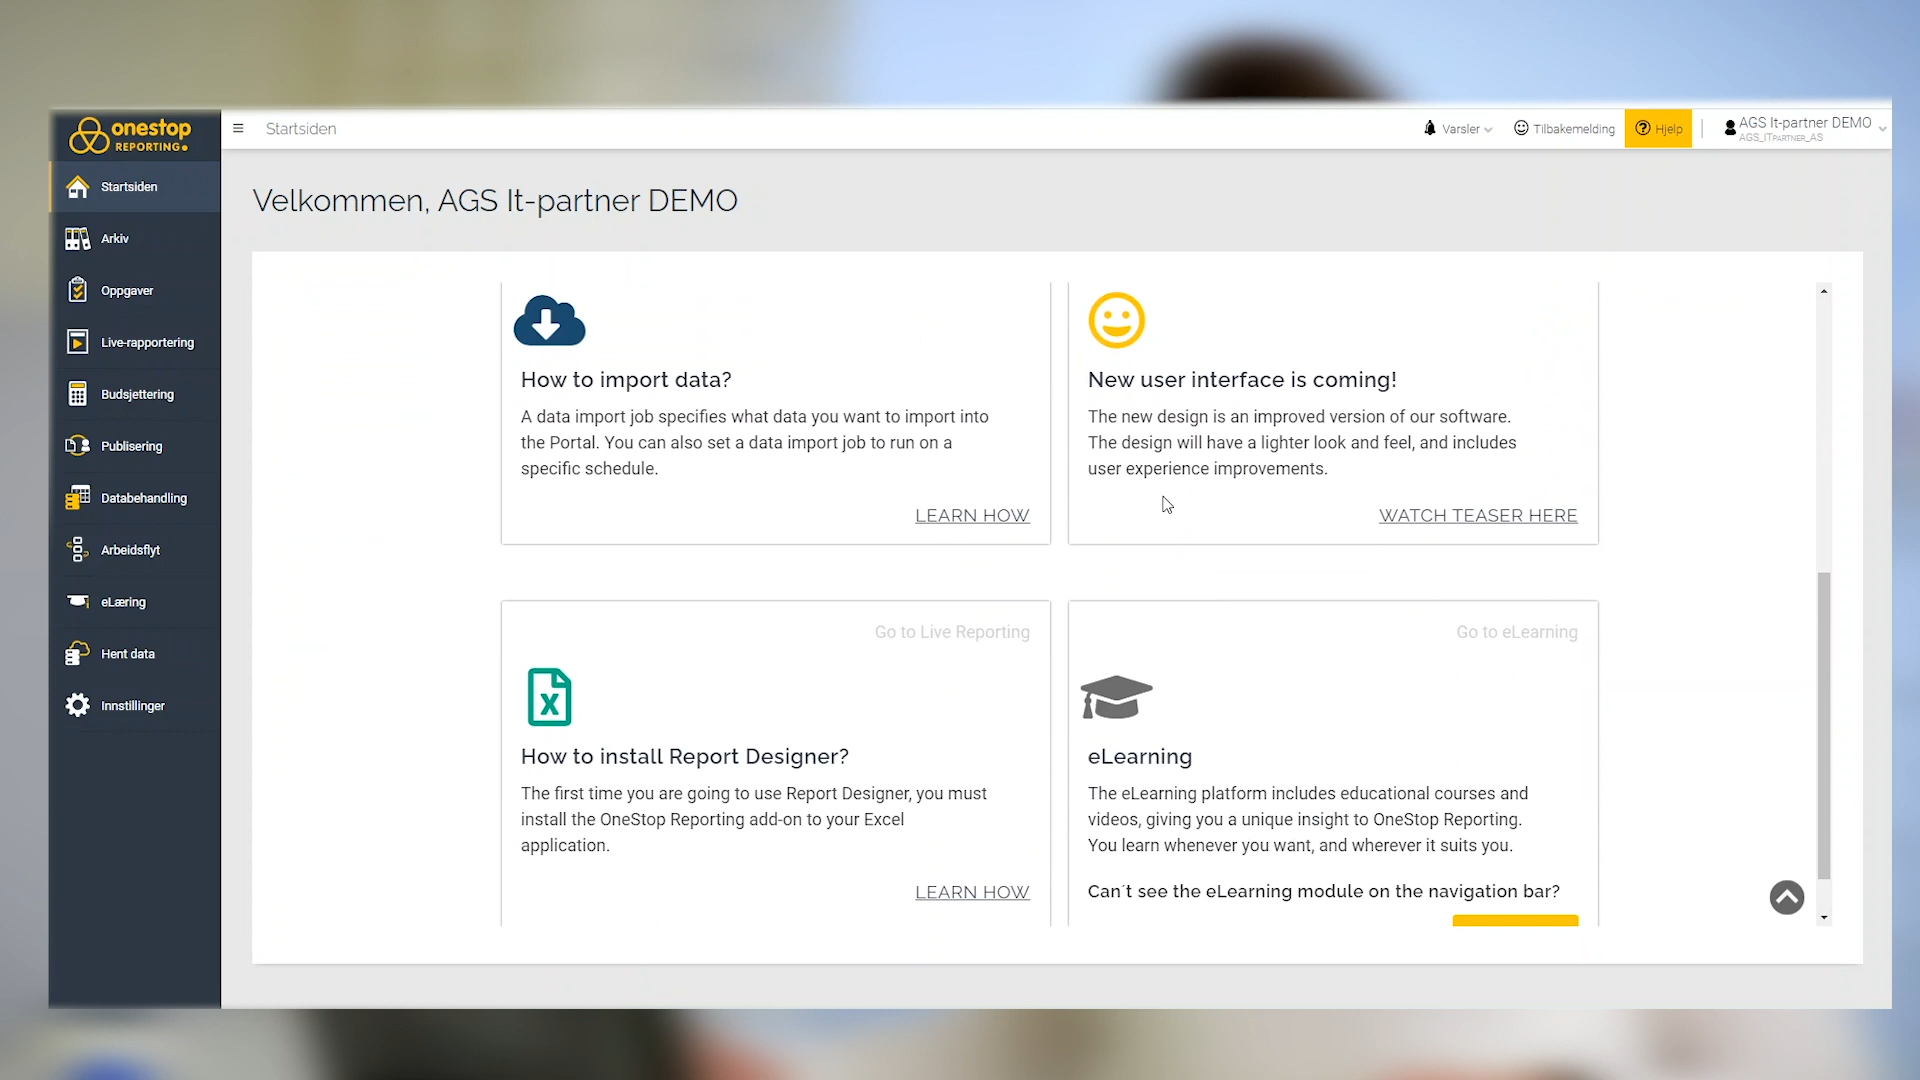 onestop
REPORTING.
Startsiden
Varsler
Tilbakemelding
Hjelp
AGS It-partner DEMO
AGS_ITPARTNER_AS
Startsiden
Arkiv
Oppgaver
Live-rapportering
Budsjettering
Publisering
Databehandling
Arbeidsflyt
eLæring
Hent data
Innstillinger
Velkommen, AGS It-partner DEMO
How to import data?
A data import job specifies what data you want to import into
the Portal. You can also set a data import job to run on a
specific schedule.
LEARN HOW
New user interface is coming!
The new design is an improved version of our software.
The design will have a lighter look and feel, and includes
user experience improvements.
WATCH TEASER HERE
Go to Live Reporting
How to install Report Designer?
The first time you are going to use Report Designer, you must
install the OneStop Reporting add-on to your Excel
application.
LEARN HOW
Go to eLearning
eLearning
The eLearning platform includes educational courses and
videos, giving you a unique insight to OneStop Reporting.
You learn whenever you want, and wherever it suits you.
Can´t see the eLearning module on the navigation bar?